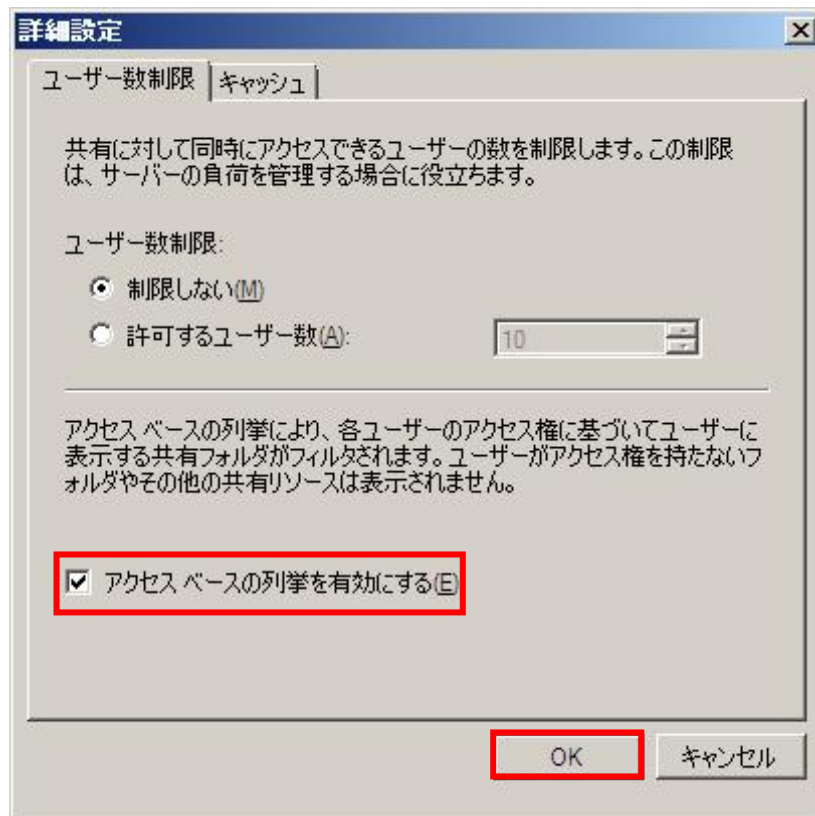 詳細設定
ユーザー数制限
キャッシュ
共有に対して同時にアクセスできるユーザーの数を制限します。この制限
は、サーバーの負荷を管理する場合に役立ちます。
ユーザー数制限:
制限しない(M)
許可するユーザー数(A):
10
アクセス ベースの列挙により、各ユーザーのアクセス権に基づいてユーザーに
表示する共有フォルダがフィルタされます。ユーザーがアクセス権を持たないフ
ォルダやその他の共有リソースは表示されません。
アクセス ベースの列挙を有効にする(E)
OK
キャンセル